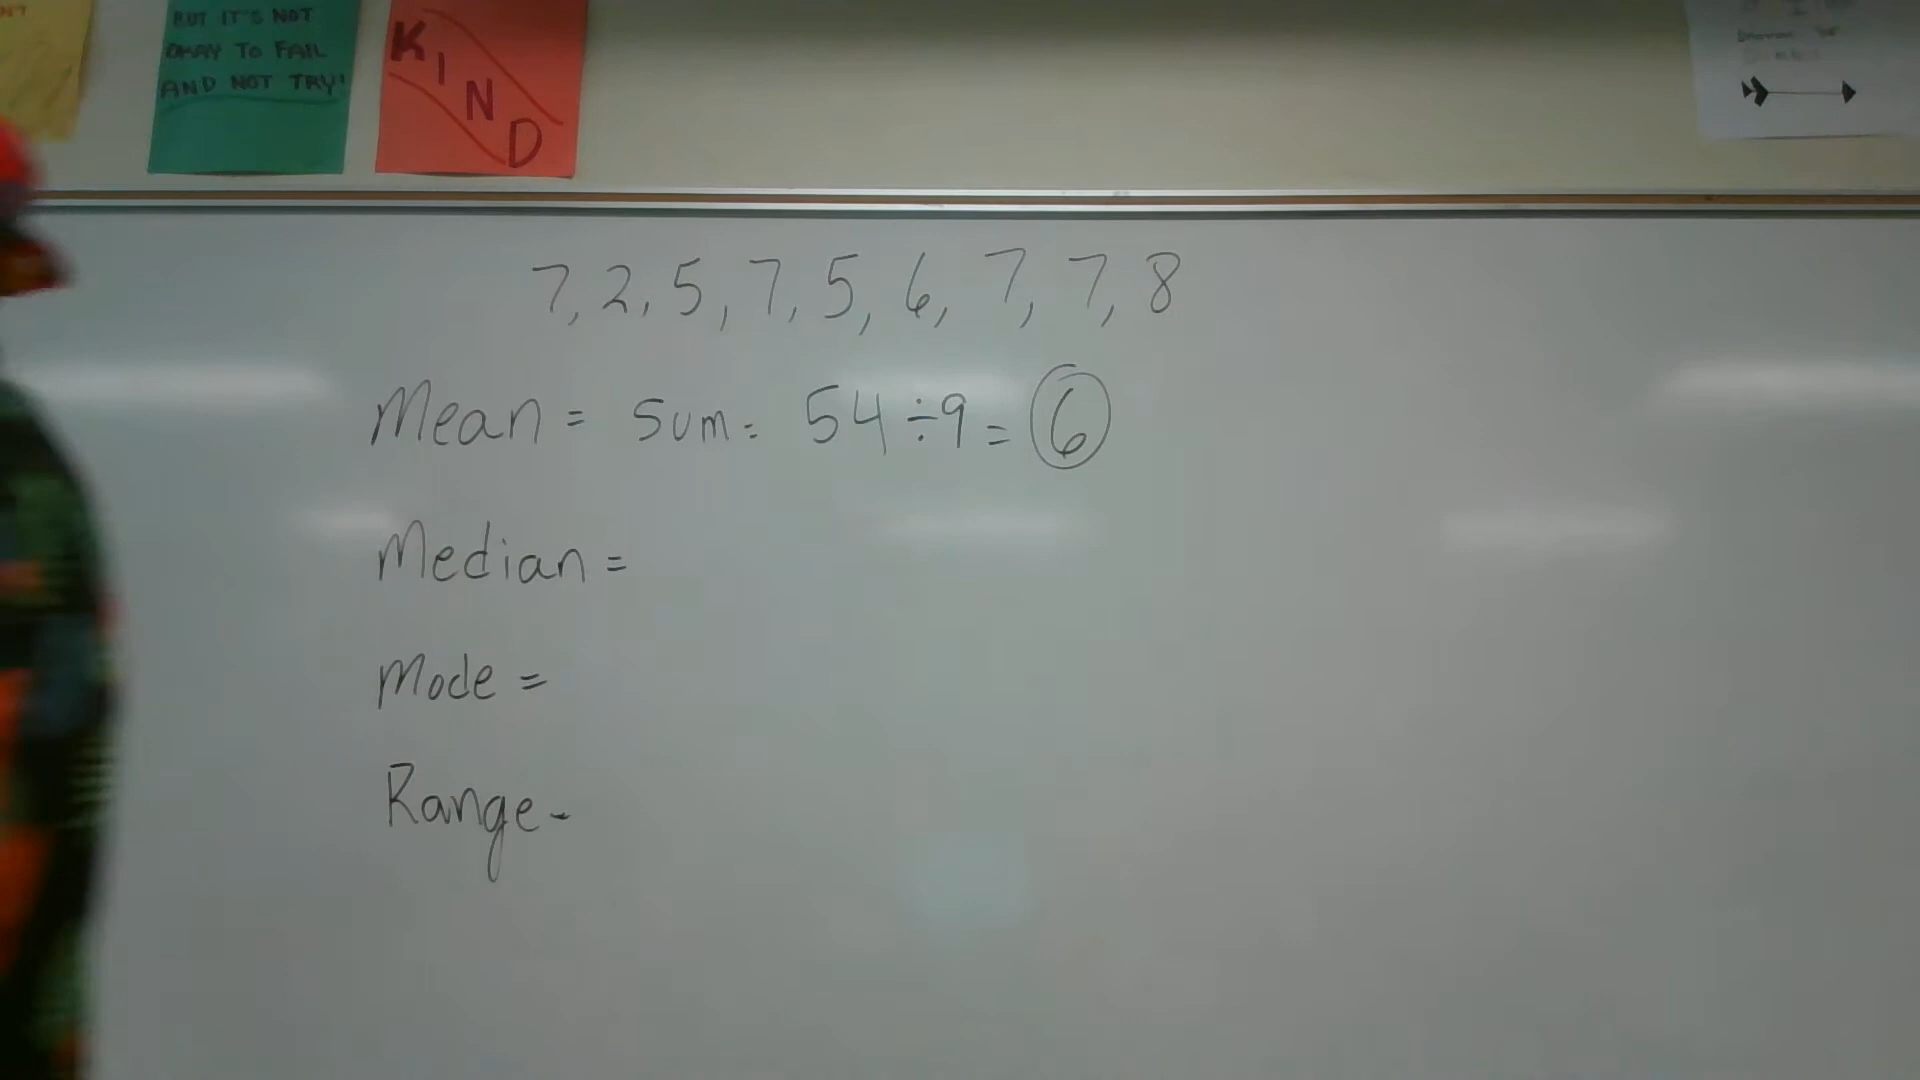 BUT IT'S NOT
OKAY TO FAIL
AND NOT TRY!
KIND
7, 2, 5, 7, 5, 6, 7, 7, 8
Mean = Sum = 54 ÷ 9 = 6
Median =
Mode =
Range -